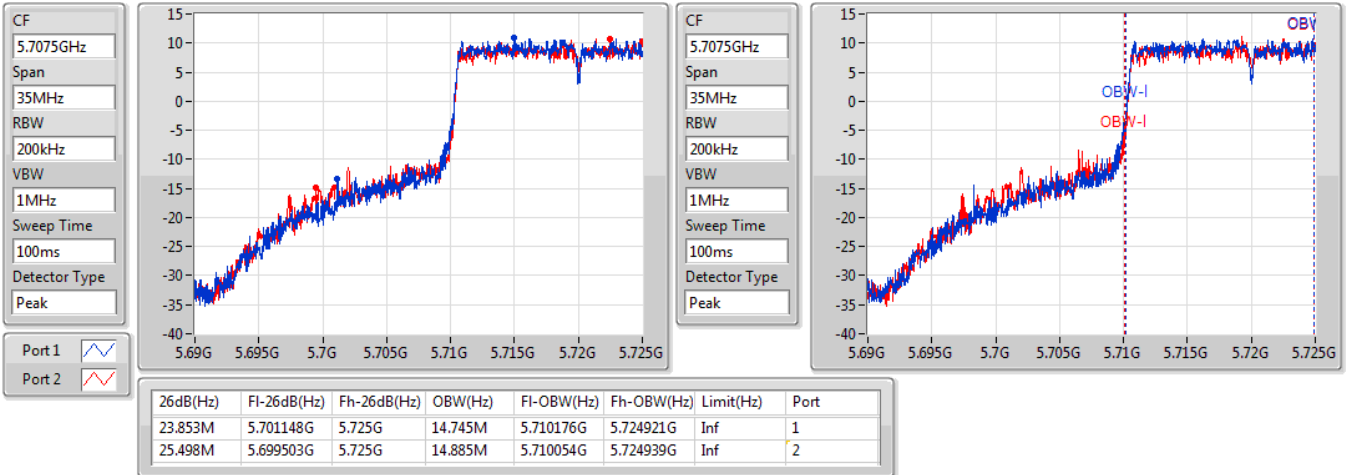 CF
5.7075GHz
Span
35MHz
RBW
200kHz
VBW
1MHz
Sweep Time
100ms
Detector Type
Peak
Port 1
Port 2
15
10
5
0
-5
-10
-15
-20
-25
-30
-35
-40
5.69G 5.695G 5.7G 5.705G 5.71G 5.715G 5.72G 5.725G
CF
5.7075GHz
Span
35MHz
RBW
200kHz
VBW
1MHz
Sweep Time
100ms
Detector Type
Peak
15
10
5
0
-5
-10
-15
-20
-25
-30
-35
-40
OBW
OBW-l
OBW-l
5.69G 5.695G 5.7G 5.705G 5.71G 5.715G 5.72G 5.725G
26dB(Hz) Fl-26dB(Hz) Fh-26dB(Hz) OBW(Hz) Fl-OBW(Hz) Fh-OBW(Hz) Limit(Hz) Port
23.853M 5.701148G 5.725G 14.745M 5.710176G 5.724921G Inf 1
25.498M 5.699503G 5.725G 14.885M 5.710054G 5.724939G Inf 2